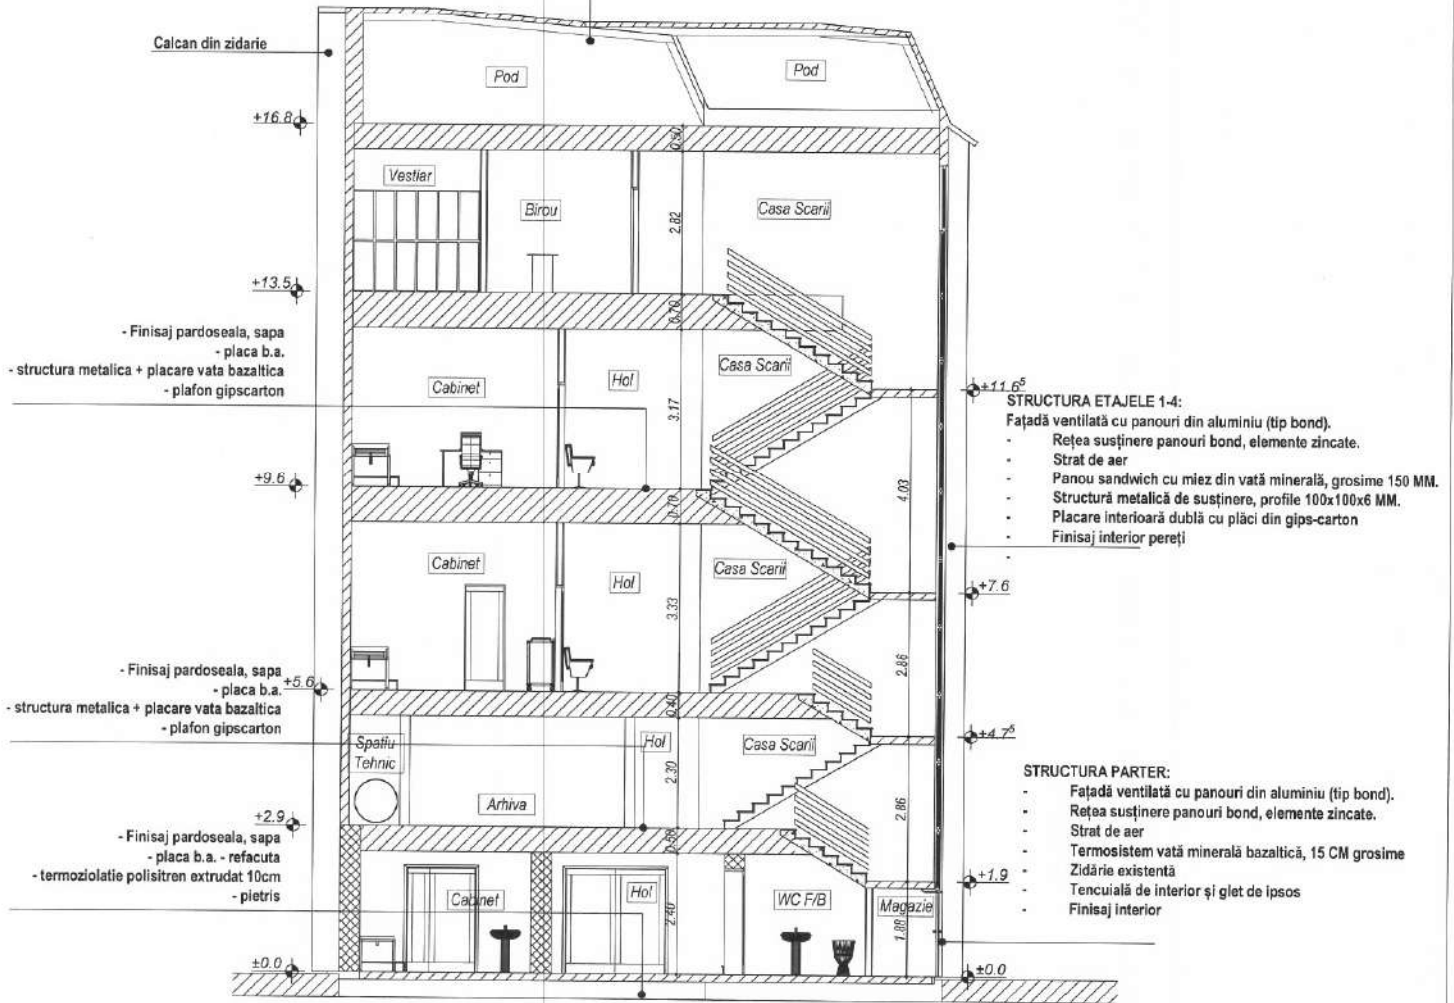 Calcan din zidarie
Pod
Pod
+16.8
0.50
Vestiar
Birou
2.82
Casa Scarii
+13.5
0.70
- Finisaj pardoseala, sapa
- placa b.a.
- structura metalica + placare vata bazaltica
- plafon gipscarton
Cabinet
Hol
3.17
Casa Scarii
+11.6⁵
STRUCTURA ETAJELE 1-4:
Fațadă ventilată cu panouri din aluminiu (tip bond).
- Rețea susținere panouri bond, elemente zincate.
- Strat de aer
- Panou sandwich cu miez din vată minerală, grosime 150 MM.
- Structură metalică de susținere, profile 100x100x6 MM.
- Placare interioară dublă cu plăci din gips-carton
- Finisaj interior pereți
-
+9.6
0.70
4.03
Cabinet
Hol
3.33
Casa Scarii
+7.6
- Finisaj pardoseala, sapa
- placa b.a.
- structura metalica + placare vata bazaltica
- plafon gipscarton
+5.6
0.40
2.86
Spatiu
Tehnic
Arhiva
Hol
2.30
Casa Scarii
+4.7⁵
STRUCTURA PARTER:
- Fațadă ventilată cu panouri din aluminiu (tip bond).
- Rețea susținere panouri bond, elemente zincate.
- Strat de aer
- Termosistem vată minerală bazaltică, 15 CM grosime
- Zidărie existentă
- Tencuială de interior și glet de ipsos
- Finisaj interior
+2.9
2.86
- Finisaj pardoseala, sapa
- placa b.a. - refacuta
- termoziolatie polisitren extrudat 10cm
- pietris
Cabinet
Hol
2.40
WC F/B
Magazie
1.88
+1.9
±0.0
±0.0